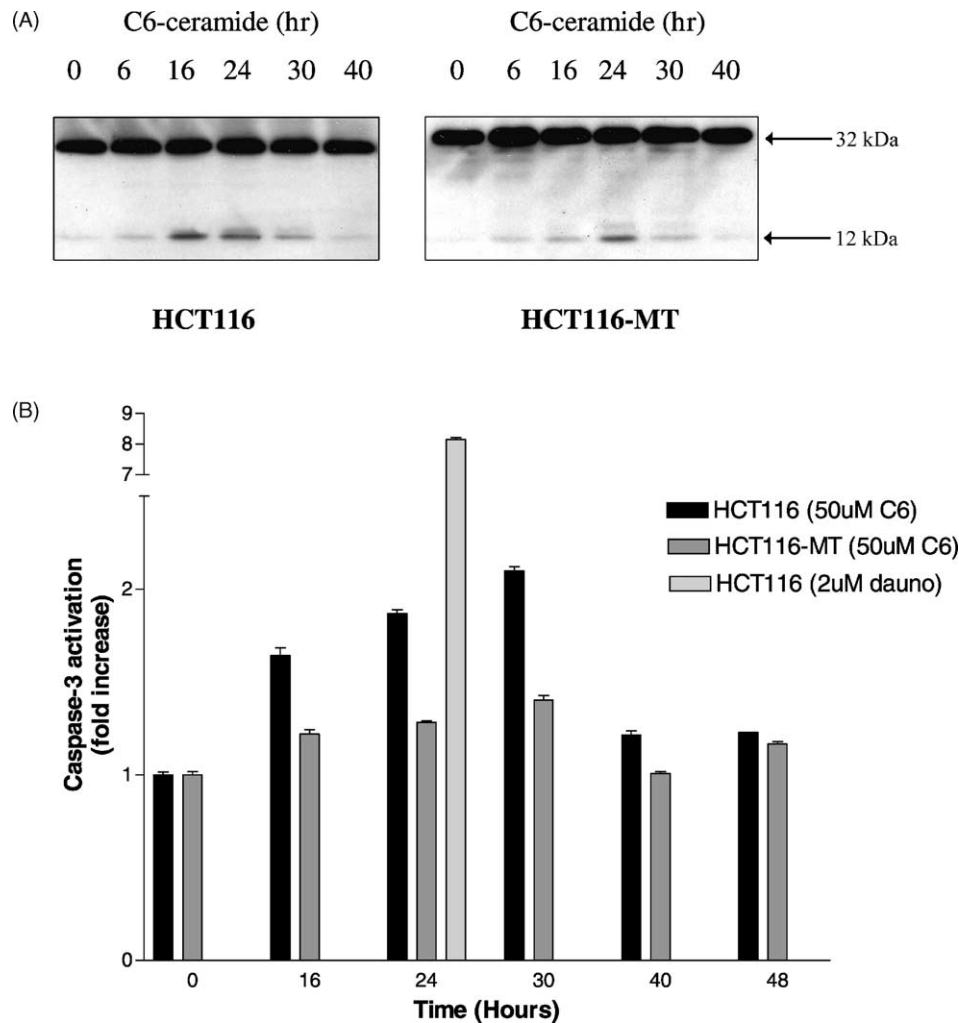 (A)
C6-ceramide (hr)
0 6 16 24 30 40
C6-ceramide (hr)
0 6 16 24 30 40
32 kDa
12 kDa
HCT116
HCT116-MT
(B)
Caspase-3 activation
(fold increase)
9
8
7
2
1
0
HCT116 (50uM C6)
HCT116-MT (50uM C6)
HCT116 (2uM dauno)
0 16 24 30 40 48
Time (Hours)